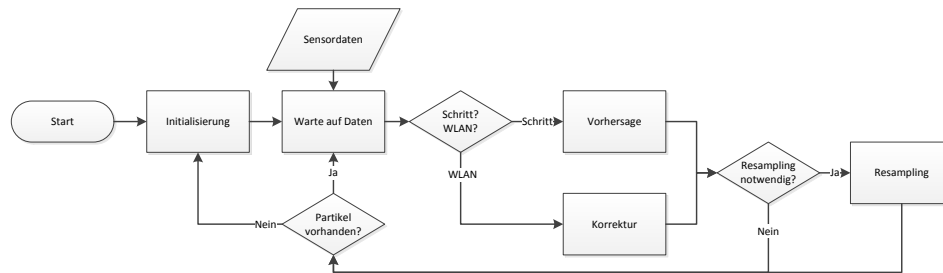 Sensordaten
Start
Initialisierung
Warte auf Daten
Schritt?
WLAN?
Schritt
Vorhersage
WLAN
Korrektur
Resampling
notwendig?
Ja
Resampling
Nein
Partikel
vorhanden?
Ja
Nein